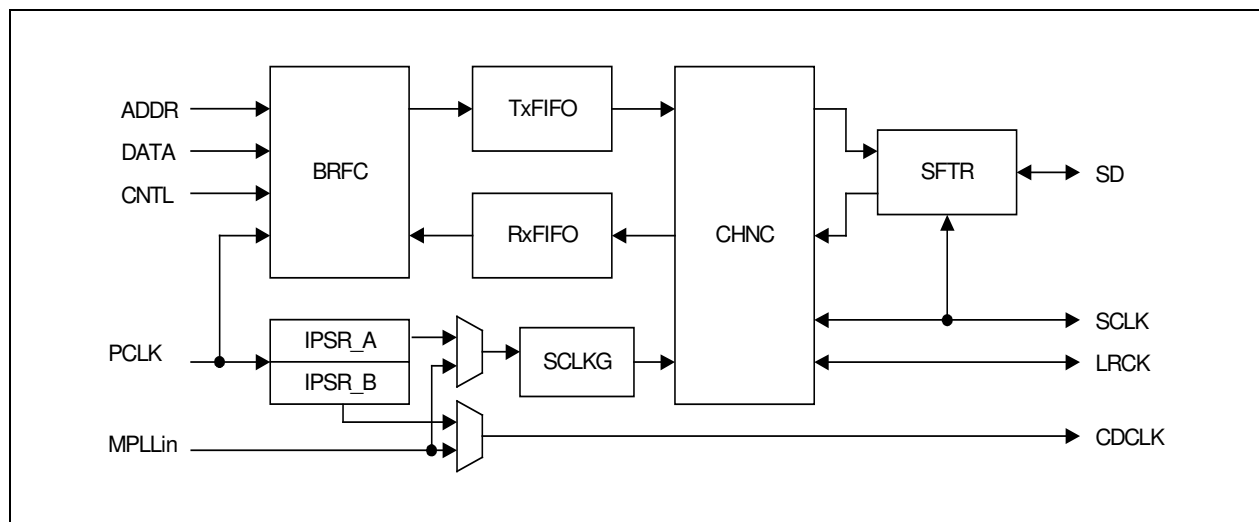 ADDR
DATA
CNTL
PCLK
MPLLin
BRFC
IPSR_A
IPSR_B
TxFIFO
RxFIFO
SCLKG
CHNC
SFTR
SD
SCLK
LRCK
CDCLK